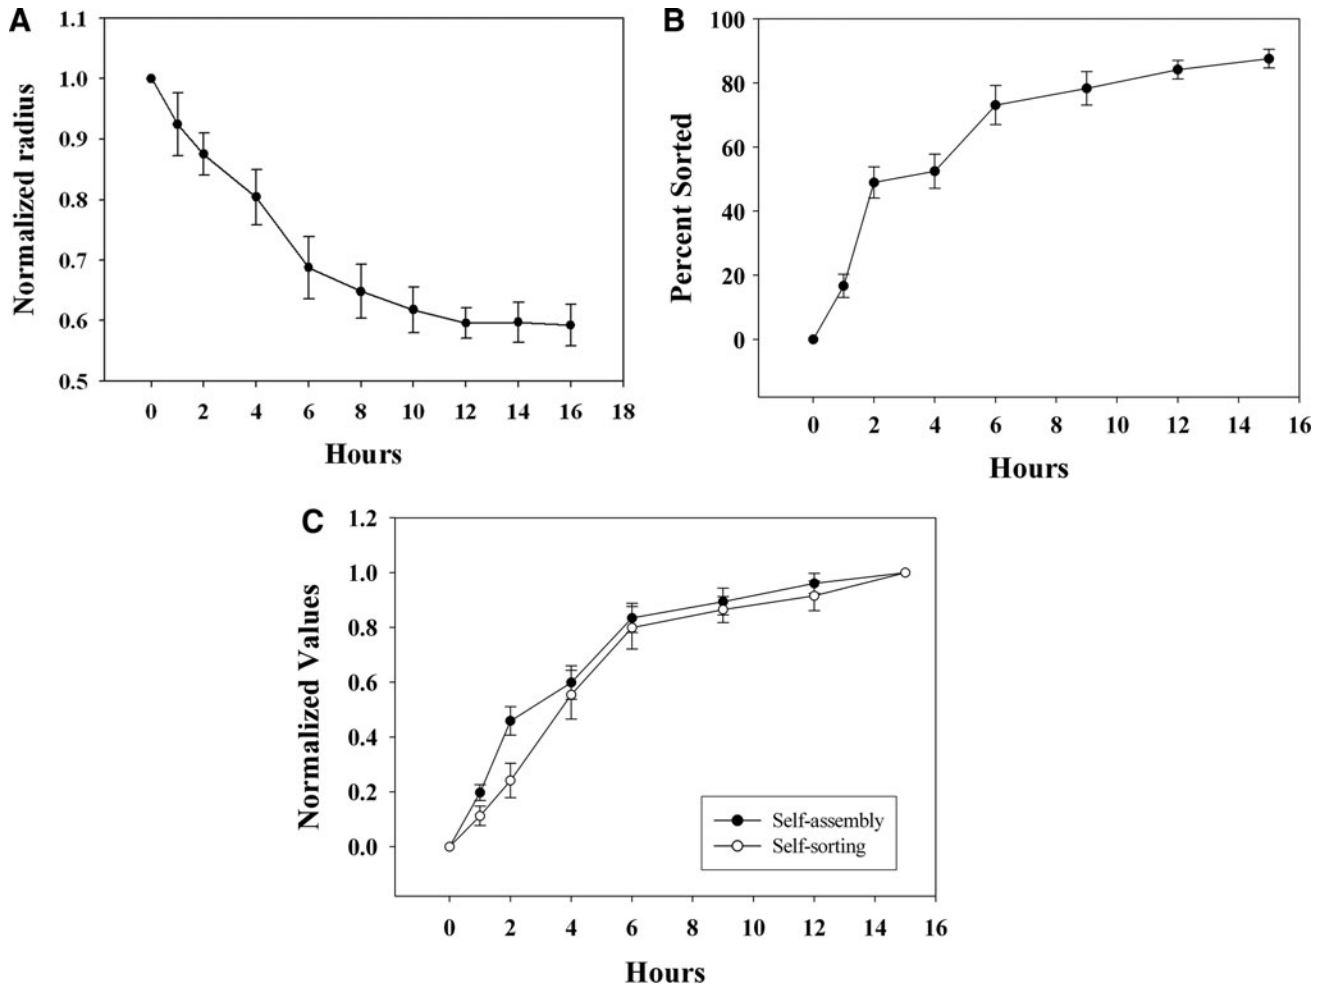 A
Normalized radius
1.1
1.0
0.9
0.8
0.7
0.6
0.5
0 2 4 6 8 10 12 14 16 18
Hours
B
Percent Sorted
100
80
60
40
20
0
0 2 4 6 8 10 12 14 16
Hours
C
Normalized Values
1.2
1.0
0.8
0.6
0.4
0.2
0.0
Self-assembly
Self-sorting
0 2 4 6 8 10 12 14 16
Hours